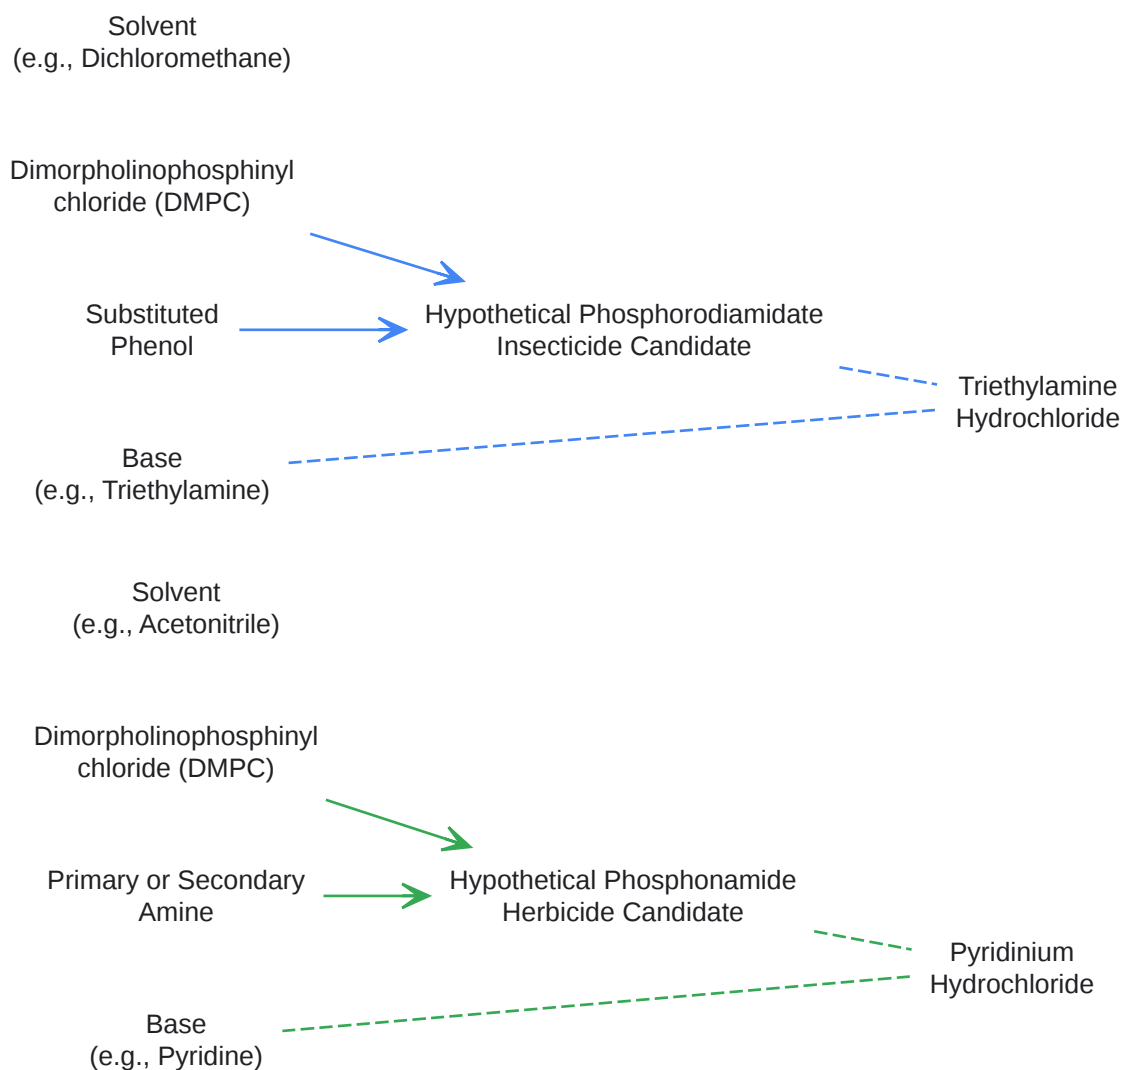 Solvent
(e.g., Dichloromethane)
Dimorpholinophosphinyl
chloride (DMPC)
Substituted
Phenol
Hypothetical Phosphorodiamidate
Insecticide Candidate
Triethylamine
Hydrochloride
Base
(e.g., Triethylamine)
Solvent
(e.g., Acetonitrile)
Dimorpholinophosphinyl
chloride (DMPC)
Primary or Secondary
Amine
Hypothetical Phosphonamide
Herbicide Candidate
Pyridinium
Hydrochloride
Base
(e.g., Pyridine)